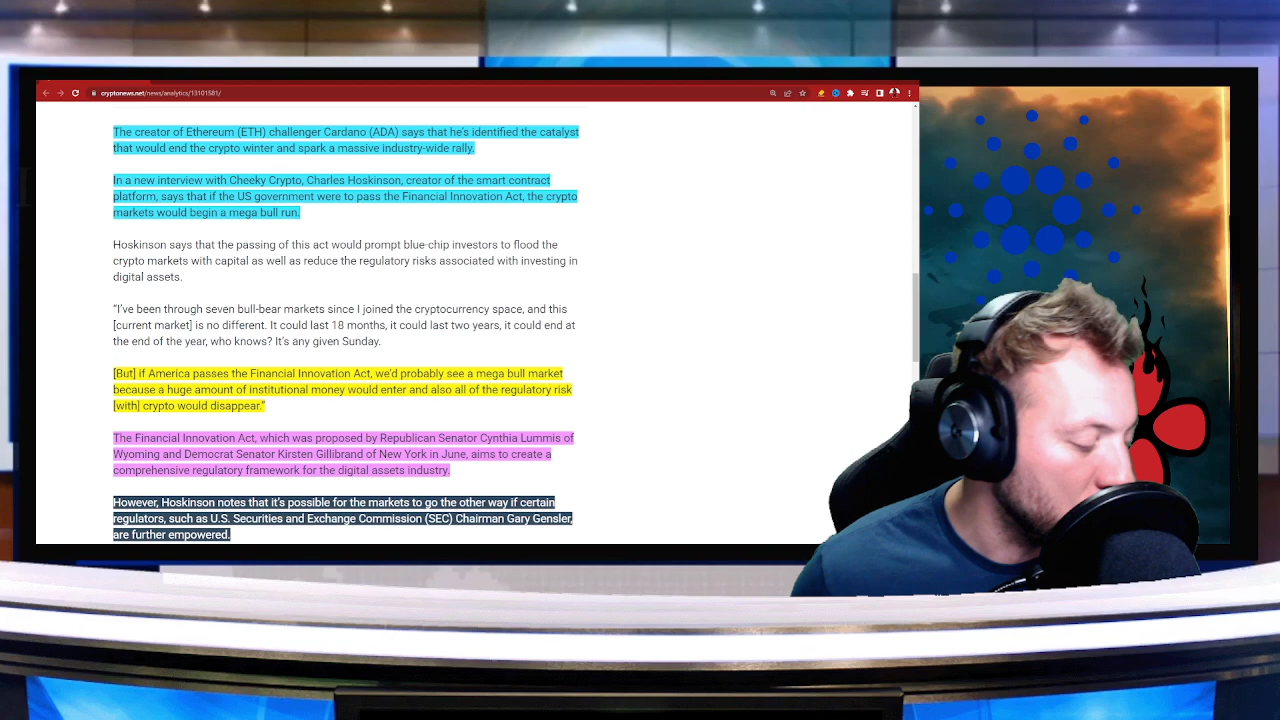 cryptonews.net/news/analytics/13101581/
The creator of Ethereum (ETH) challenger Cardano (ADA) says that he's identified the catalyst
that would end the crypto winter and spark a massive industry-wide rally.
In a new interview with Cheeky Crypto, Charles Hoskinson, creator of the smart contract
platform, says that if the US government were to pass the Financial Innovation Act, the crypto
markets would begin a mega bull run.
Hoskinson says that the passing of this act would prompt blue-chip investors to flood the
crypto markets with capital as well as reduce the regulatory risks associated with investing in
digital assets.
“I've been through seven bull-bear markets since I joined the cryptocurrency space, and this
[current market] is no different. It could last 18 months, it could last two years, it could end at
the end of the year, who knows? It's any given Sunday.
[But] if America passes the Financial Innovation Act, we'd probably see a mega bull market
because a huge amount of institutional money would enter and also all of the regulatory risk
[with] crypto would disappear.”
The Financial Innovation Act, which was proposed by Republican Senator Cynthia Lummis of
Wyoming and Democrat Senator Kirsten Gillibrand of New York in June, aims to create a
comprehensive regulatory framework for the digital assets industry.
However, Hoskinson notes that it's possible for the markets to go the other way if certain
regulators, such as U.S. Securities and Exchange Commission (SEC) Chairman Gary Gensler,
are further empowered.